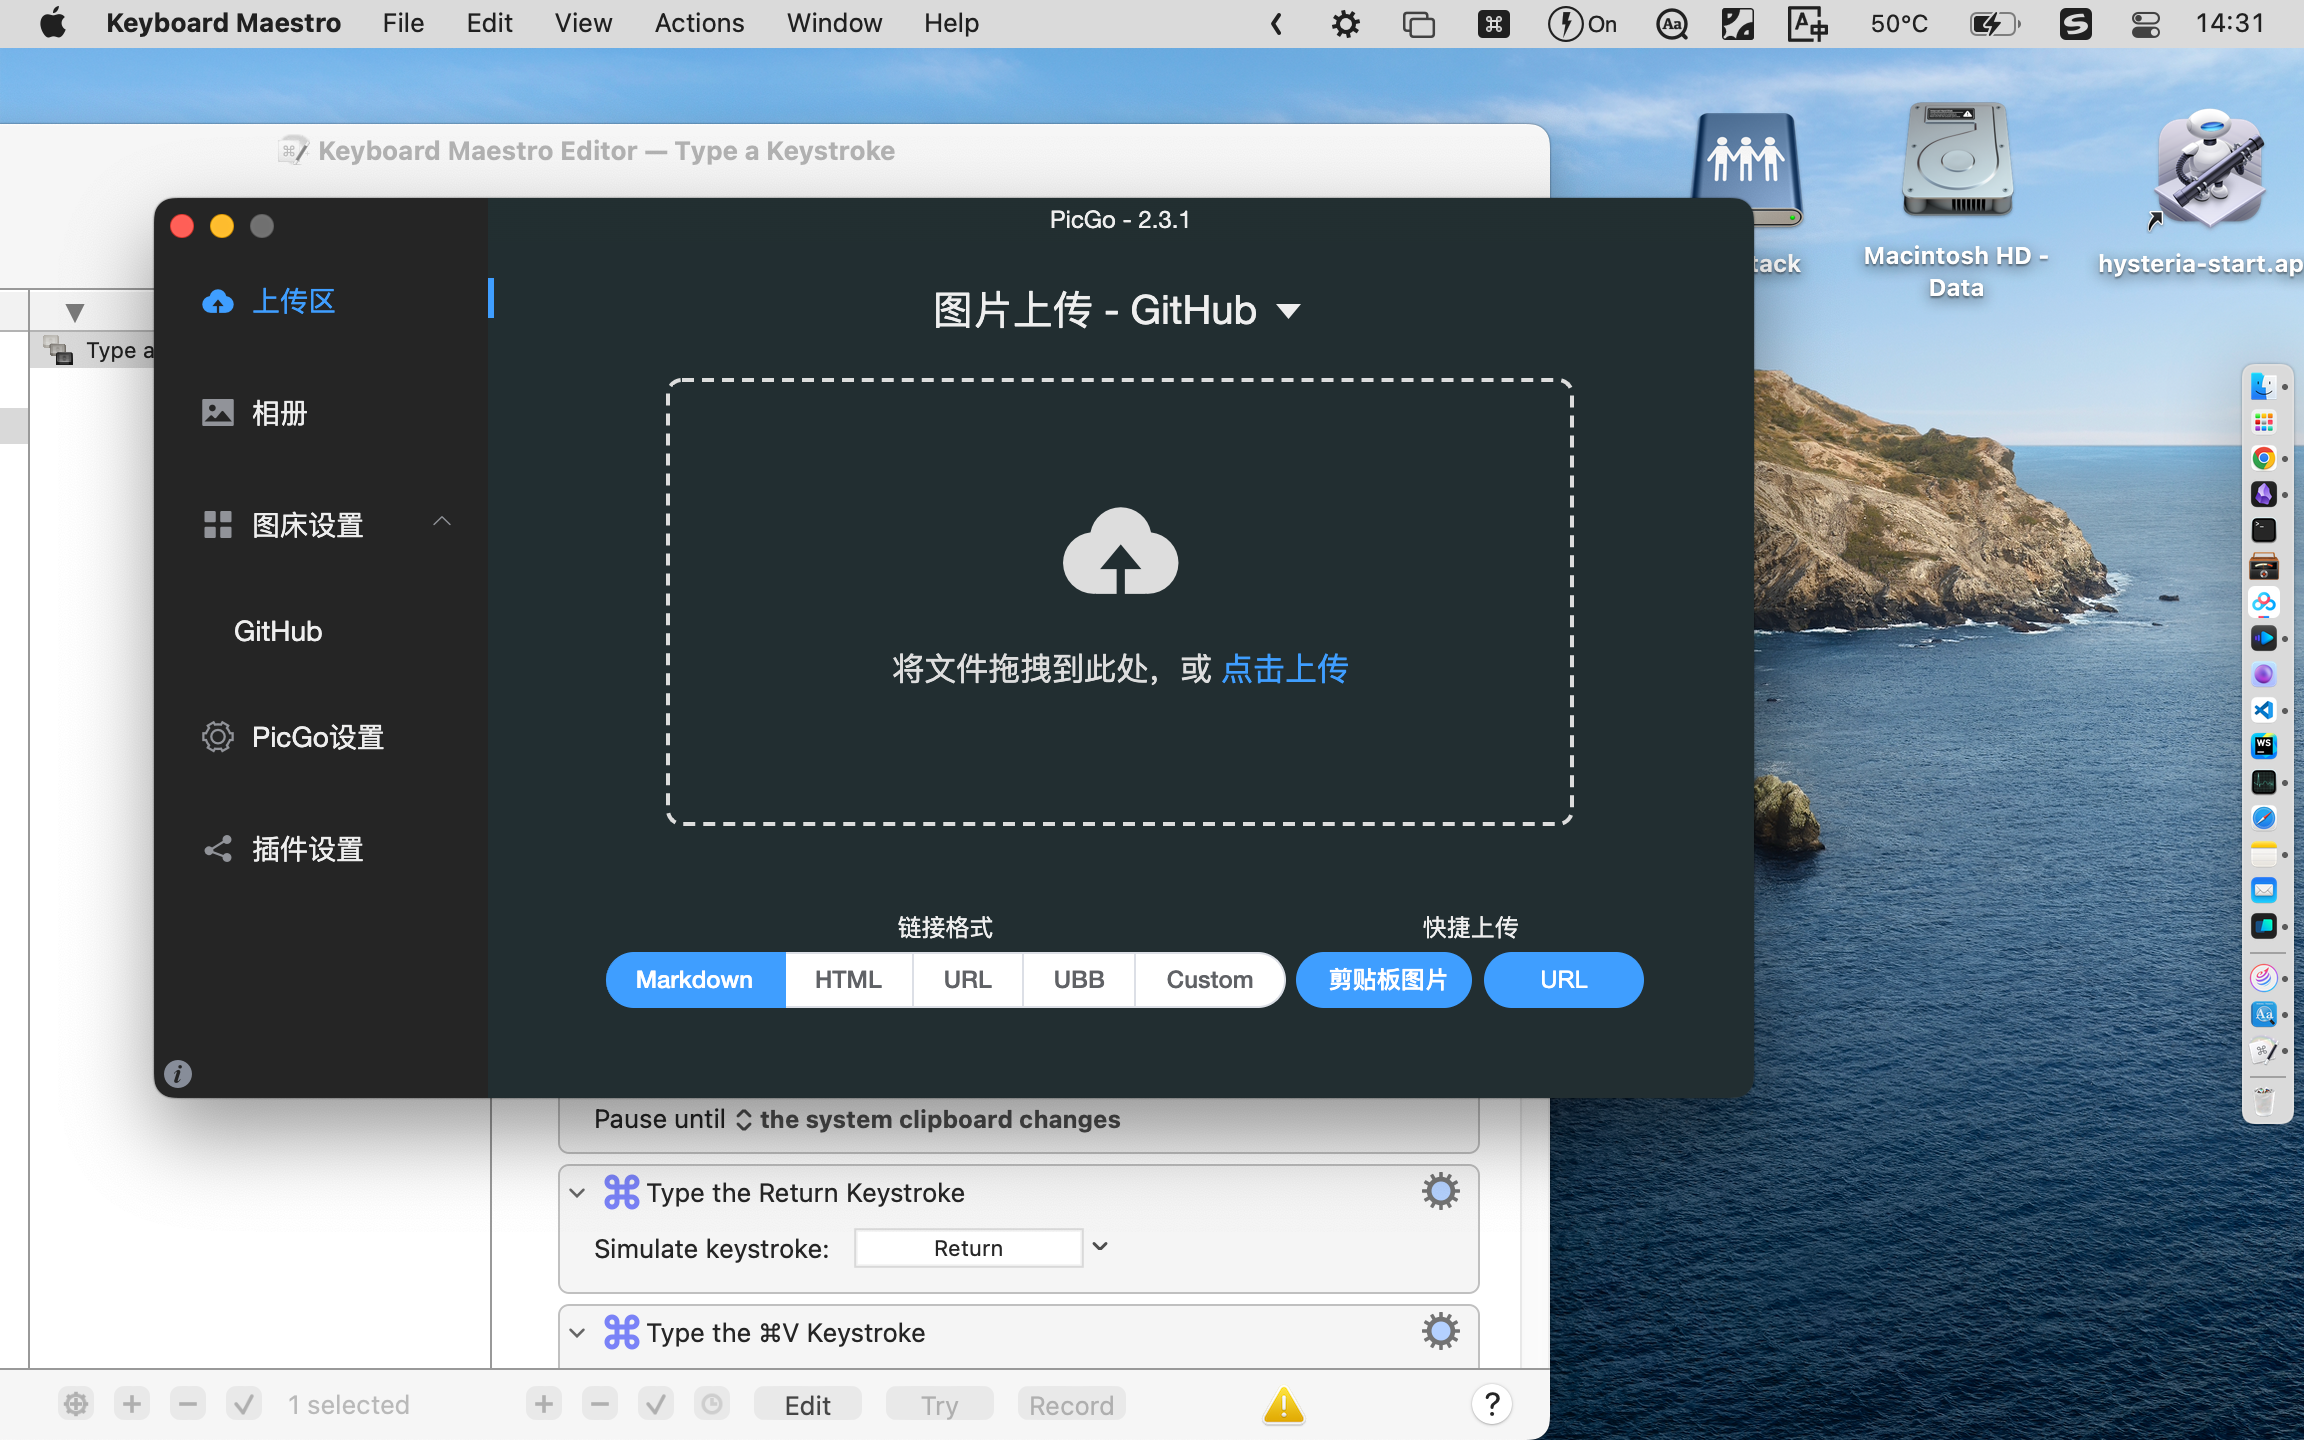 Keyboard Maestro File Edit View Actions Window Help On 50°C 14:31
Keyboard Maestro Editor — Type a Keystroke
Macintosh HD - Data
hysteria-start.ap
tack
PicGo - 2.3.1
上传区
相册
图床设置
GitHub
PicGo设置
插件设置
图片上传 - GitHub
将文件拖拽到此处，或 点击上传
链接格式
Markdown HTML URL UBB Custom
快捷上传
剪贴板图片 URL
Type a
Pause until the system clipboard changes
Type the Return Keystroke
Simulate keystroke: Return
Type the ⌘V Keystroke
1 selected
Edit Try Record ?